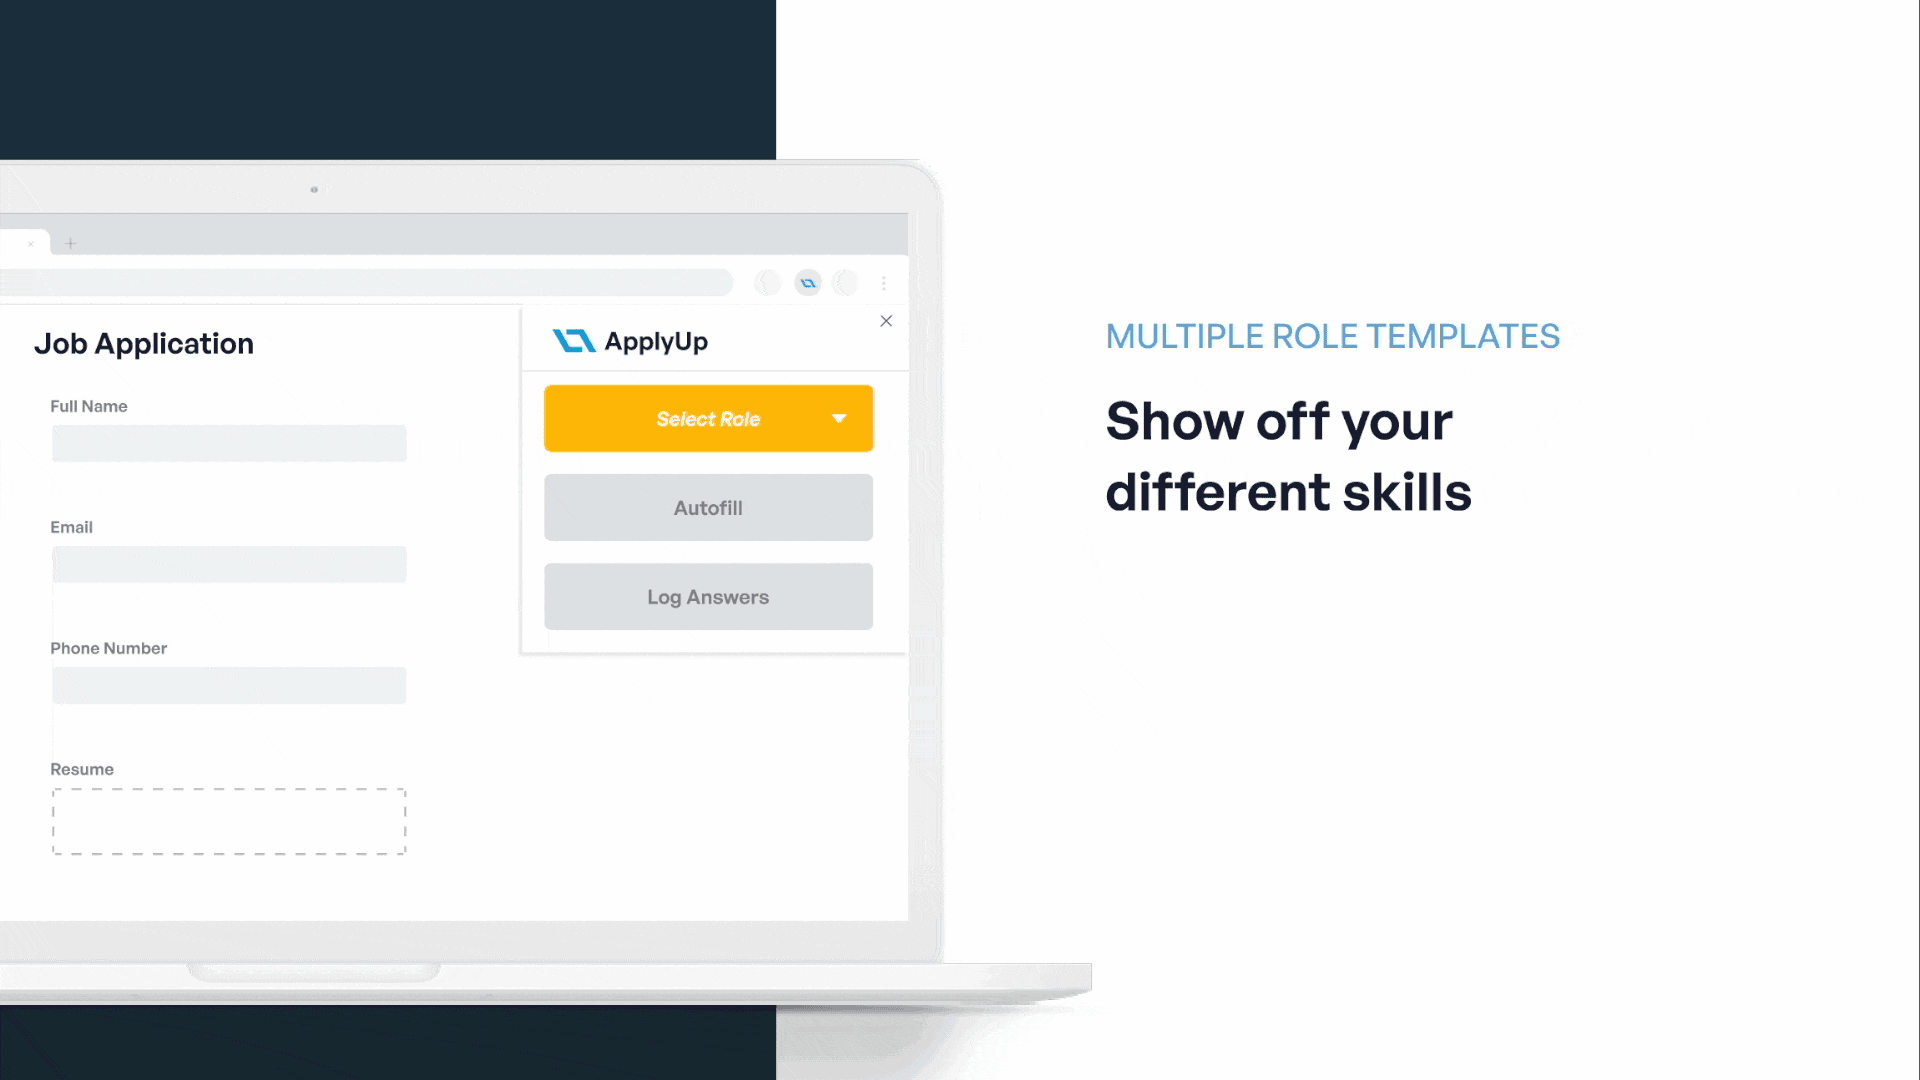 Job Application
Full Name
Email
Phone Number
Resume
ApplyUp
Select Role
Autofill
Log Answers
MULTIPLE ROLE TEMPLATES
Show off your
different skills